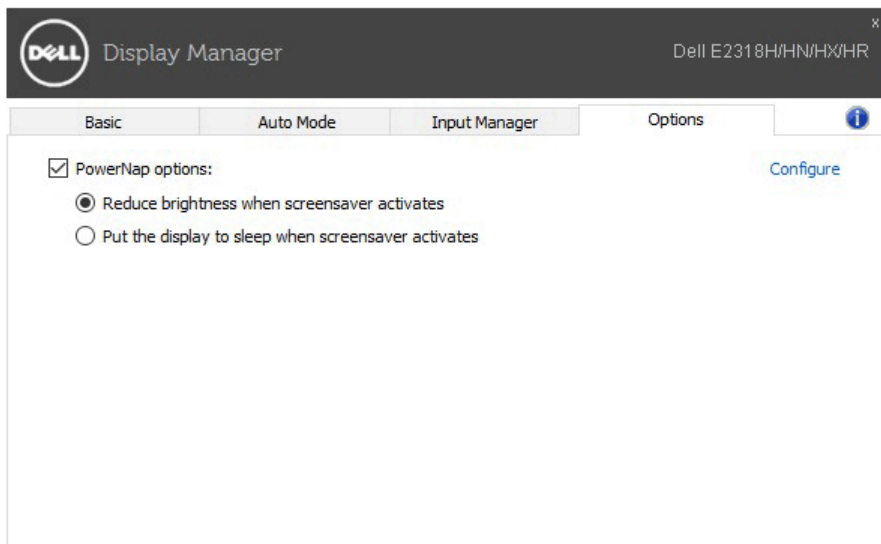 DELL
Display Manager
x
Dell E2318H/HN/HX/HR
Basic
Auto Mode
Input Manager
Options
i
PowerNap options:
Configure
Reduce brightness when screensaver activates
Put the display to sleep when screensaver activates